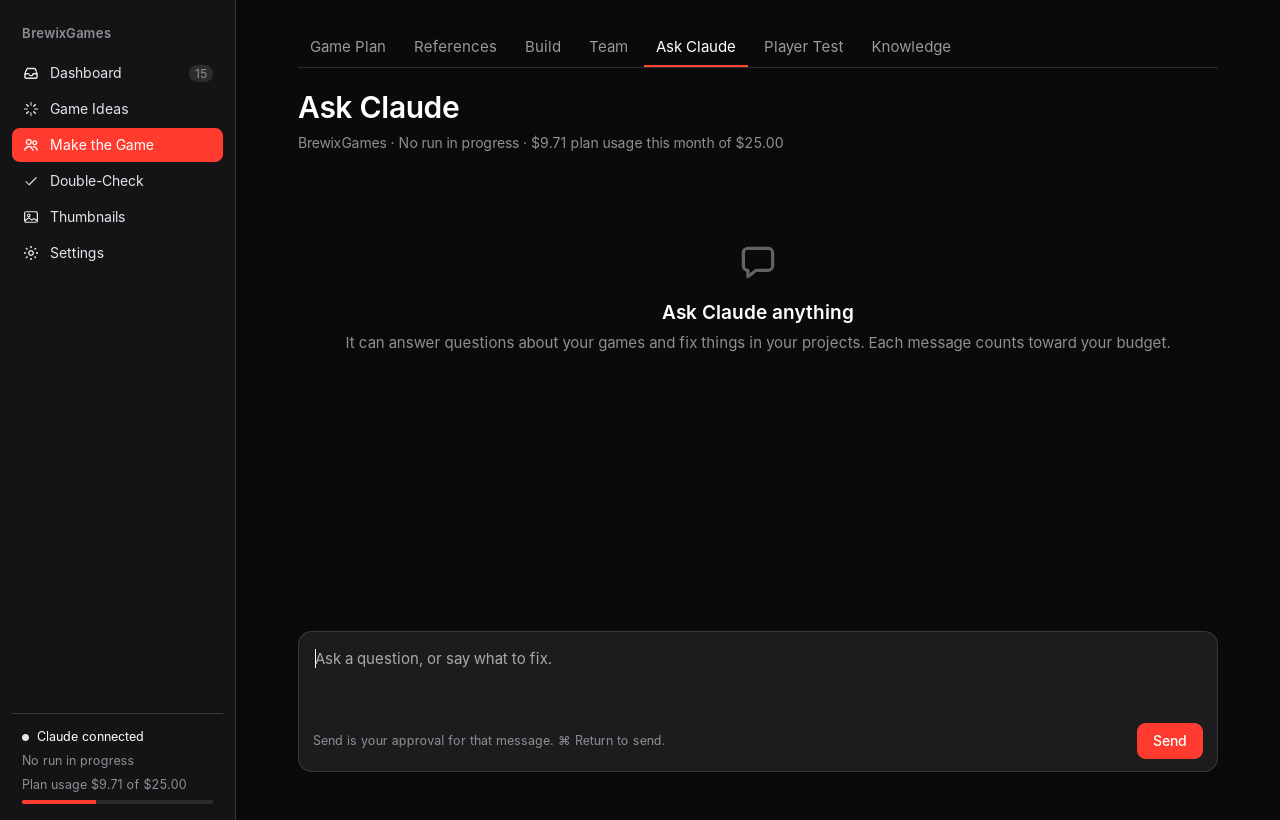 BrewixGames
Dashboard 15
Game Ideas
Make the Game
Double-Check
Thumbnails
Settings
Claude connected
No run in progress
Plan usage $9.71 of $25.00
Game Plan References Build Team Ask Claude Player Test Knowledge
Ask Claude
BrewixGames · No run in progress · $9.71 plan usage this month of $25.00
Ask Claude anything
It can answer questions about your games and fix things in your projects. Each message counts toward your budget.
Ask a question, or say what to fix.
Send is your approval for that message. ⌘ Return to send.
Send